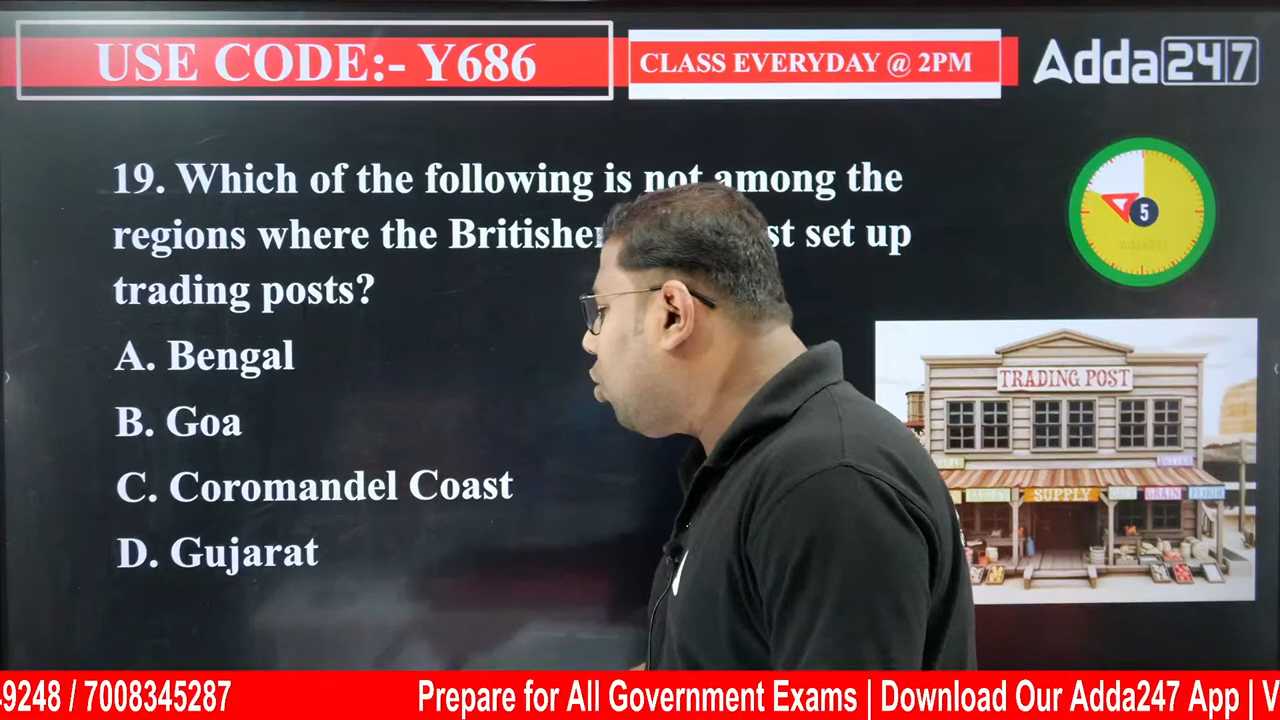 USE CODE:- Y686
CLASS EVERYDAY @ 2PM
Adda247
19. Which of the following is not among the
regions where the Britisher st set up
trading posts?
A. Bengal
B. Goa
C. Coromandel Coast
D. Gujarat
5
TRADING POST
SUPPLY
GRAIN
-9248 / 7008345287
Prepare for All Government Exams | Download Our Adda247 App | V